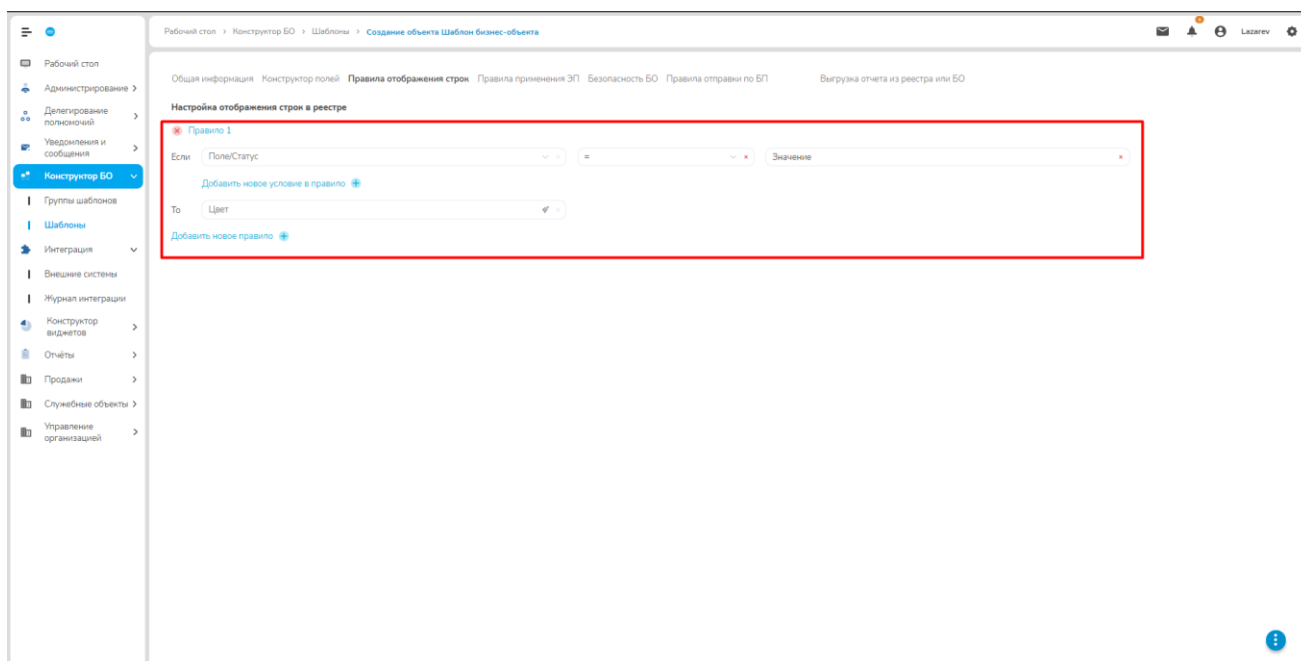 Рабочий стол > Конструктор БО > Шаблоны > Создание объекта Шаблон бизнес-объекта
Lazarev
Рабочий стол
Администрирование
Делегирование
полномочий
Уведомления и
сообщения
Конструктор БО
Группы шаблонов
Шаблоны
Интеграция
Внешние системы
Журнал интеграции
Конструктор
виджетов
Отчёты
Продажи
Служебные объекты
Управление
организацией
Общая информация Конструктор полей Правила отображения строк Правила применения ЭП Безопасность БО Правила отправки по БП Выгрузка отчета из реестра или БО
Настройка отображения строк в реестре
Правило 1
Если Поле/Статус = Значение
Добавить новое условие в правило
То Цвет
Добавить новое правило